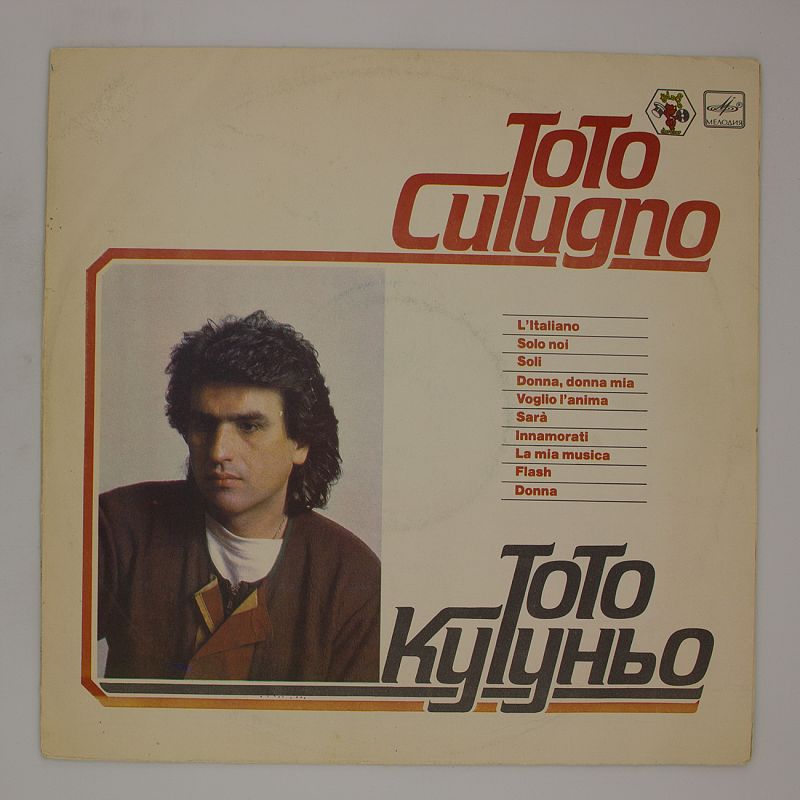 МЕЛОДИЯ
Toto
Cutugno
L'Italiano
Solo noi
Soli
Donna, donna mia
Voglio l'anima
Sarà
Innamorati
La mia musica
Flash
Donna
Тото
Кутуньо